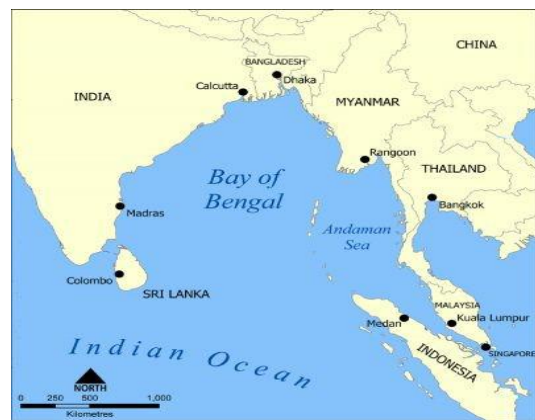 CHINA
BANGLADESH
Dhaka
Calcutta
INDIA
MYANMAR
Rangoon
THAILAND
Bay of
Bengal
Bangkok
Madras
Andaman
Sea
Colombo
SRI LANKA
MALAYSIA
Kuala Lumpur
Medan
SINGAPORE
INDONESIA
Indian Ocean
NORTH
0 250 500 1,000
Kilometres